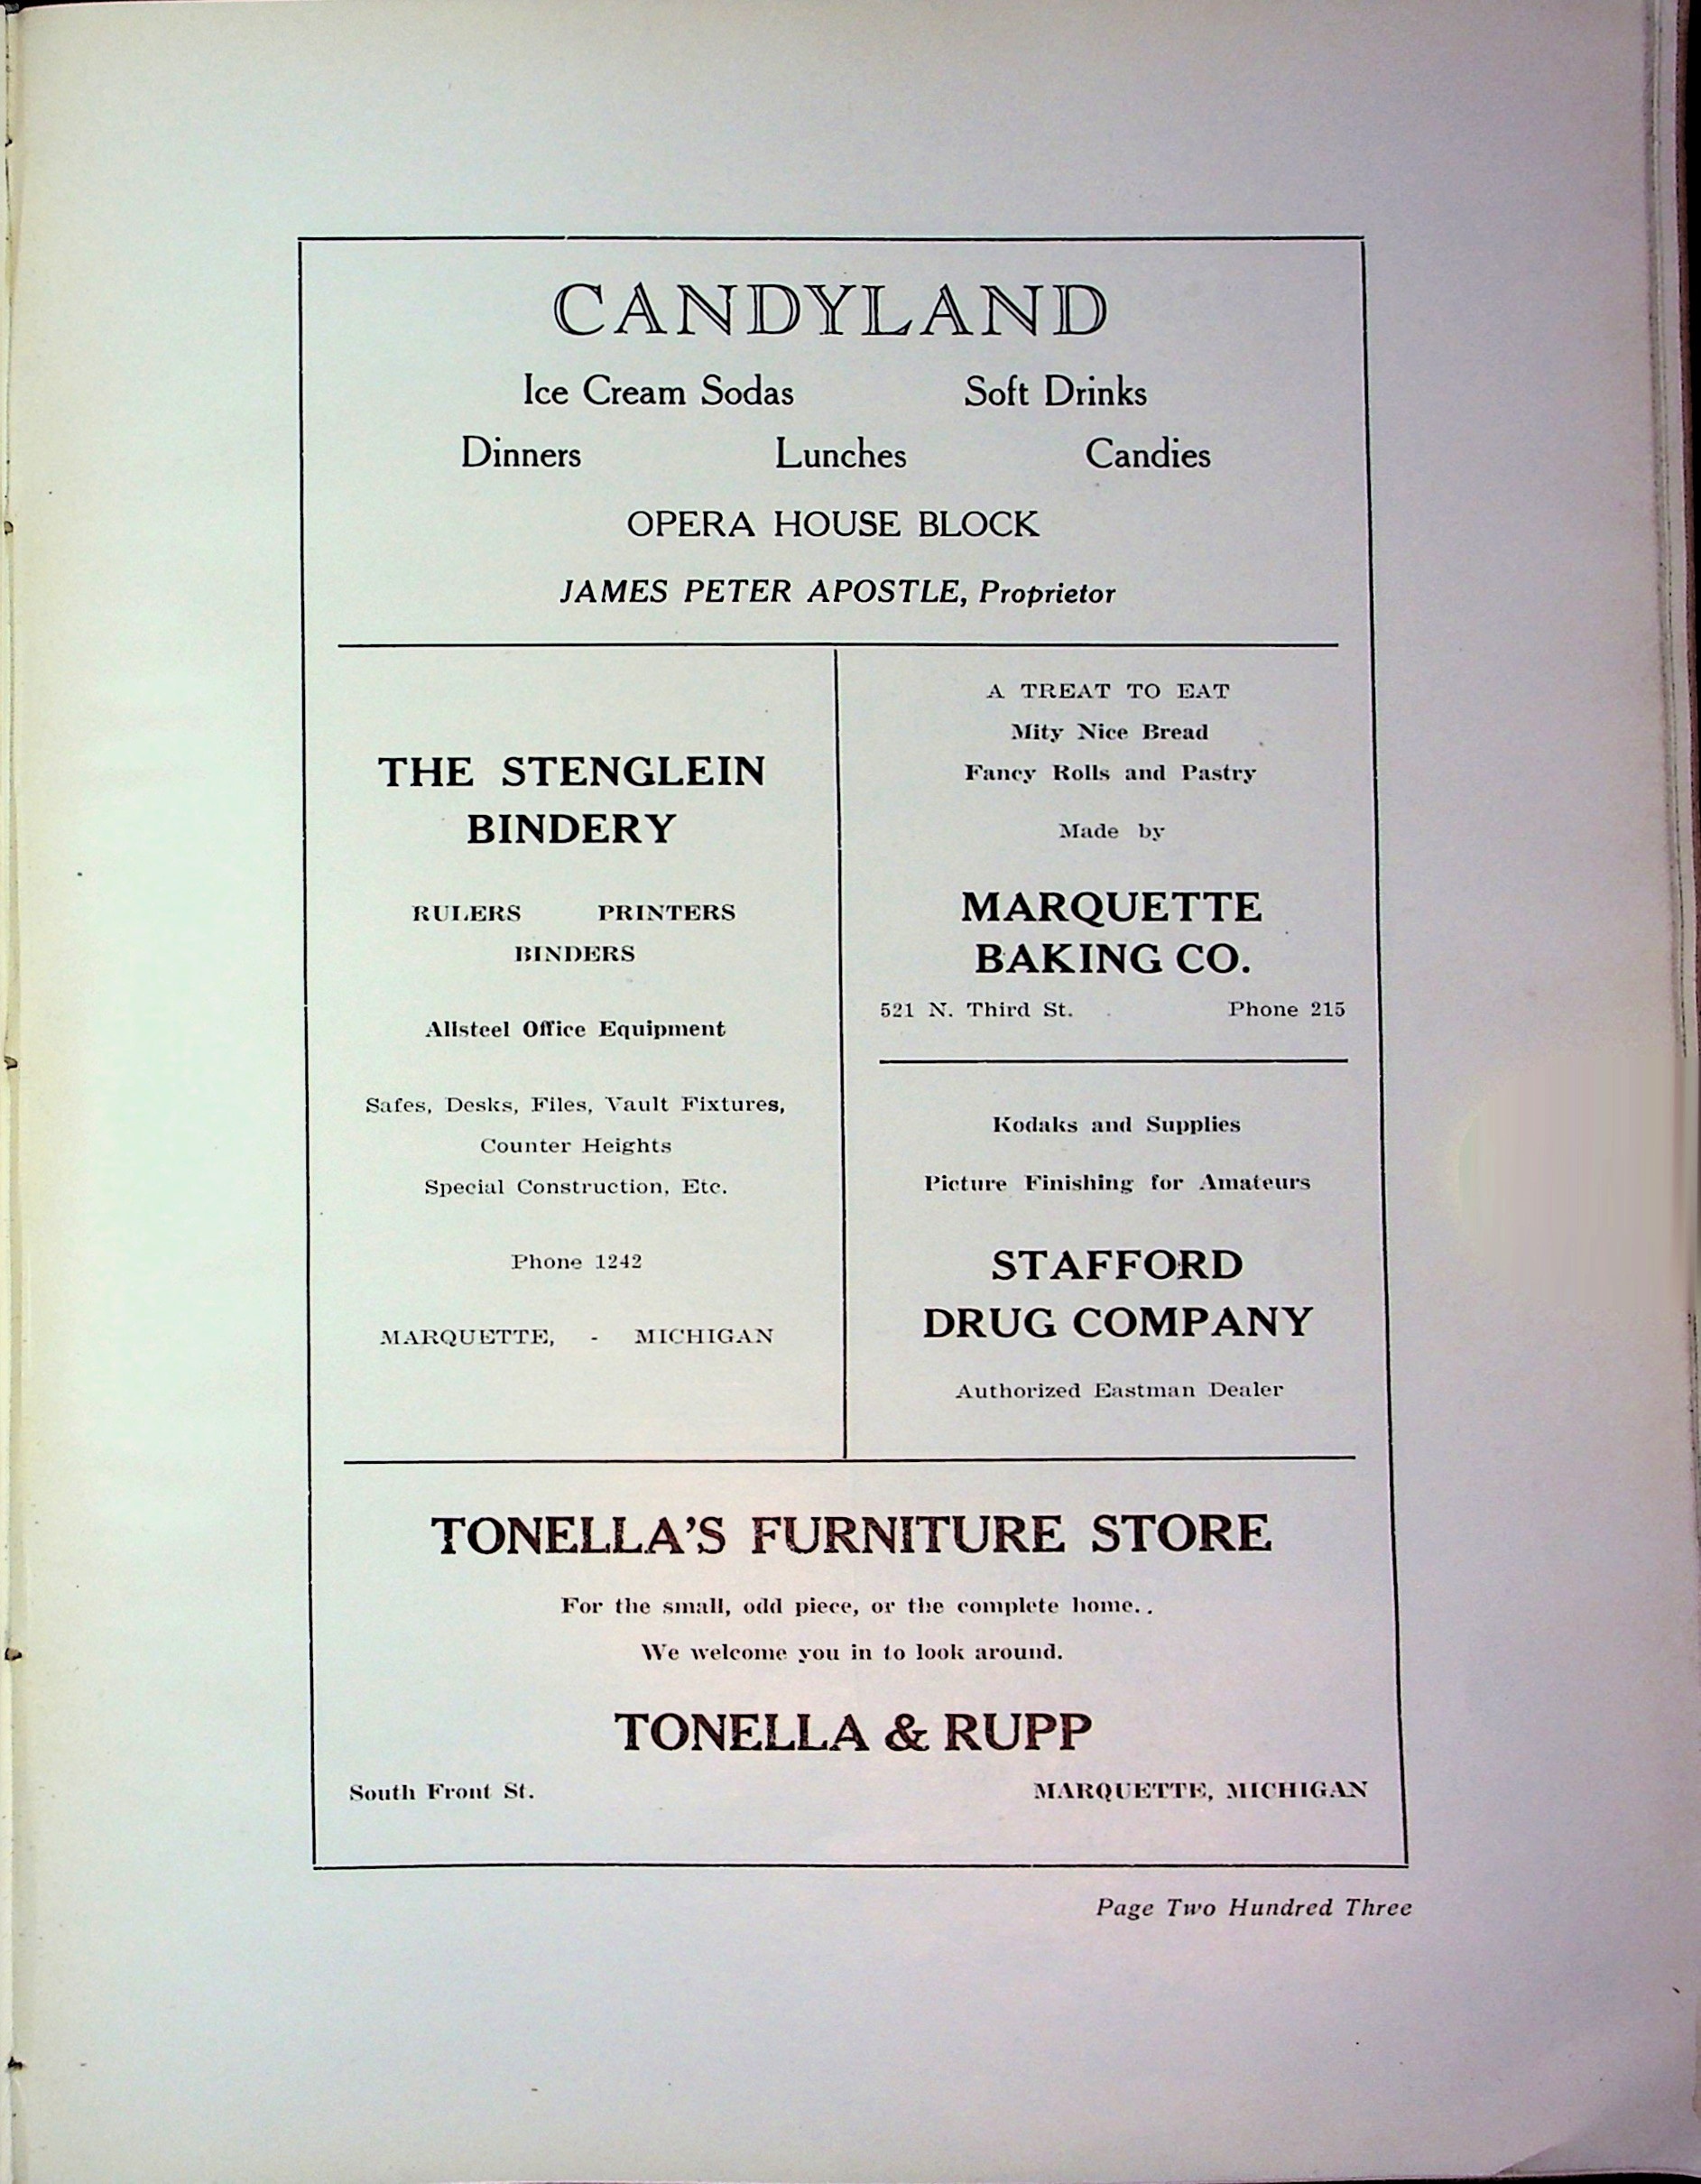 CANDYLAND
Ice Cream Sodas Soft Drinks
Dinners Lunches Candies
OPERA HOUSE BLOCK
JAMES PETER APOSTLE, Proprietor
THE STENGLEIN
BINDERY
RULERS PRINTERS
BINDERS
Allsteel Office Equipment
Safes, Desks, Files, Vault Fixtures,
Counter Heights
Special Construction, Etc.
Phone 1242
MARQUETTE, - MICHIGAN
A TREAT TO EAT
Mity Nice Bread
Fancy Rolls and Pastry
Made by
MARQUETTE
BAKING CO.
521 N. Third St. Phone 215
Kodaks and Supplies
Picture Finishing for Amateurs
STAFFORD
DRUG COMPANY
Authorized Eastman Dealer
TONELLA'S FURNITURE STORE
For the small, odd piece, or the complete home..
We welcome you in to look around.
TONELLA & RUPP
South Front St. MARQUETTE, MICHIGAN
Page Two Hundred Three